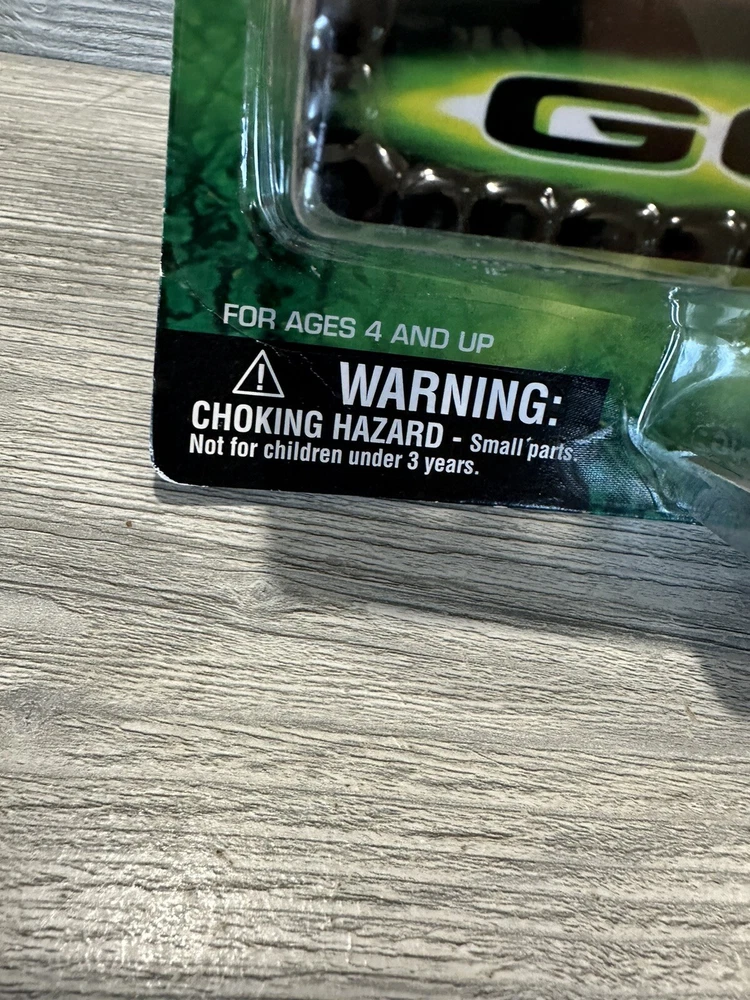 G
FOR AGES 4 AND UP
WARNING:
CHOKING HAZARD - Small parts.
Not for children under 3 years.